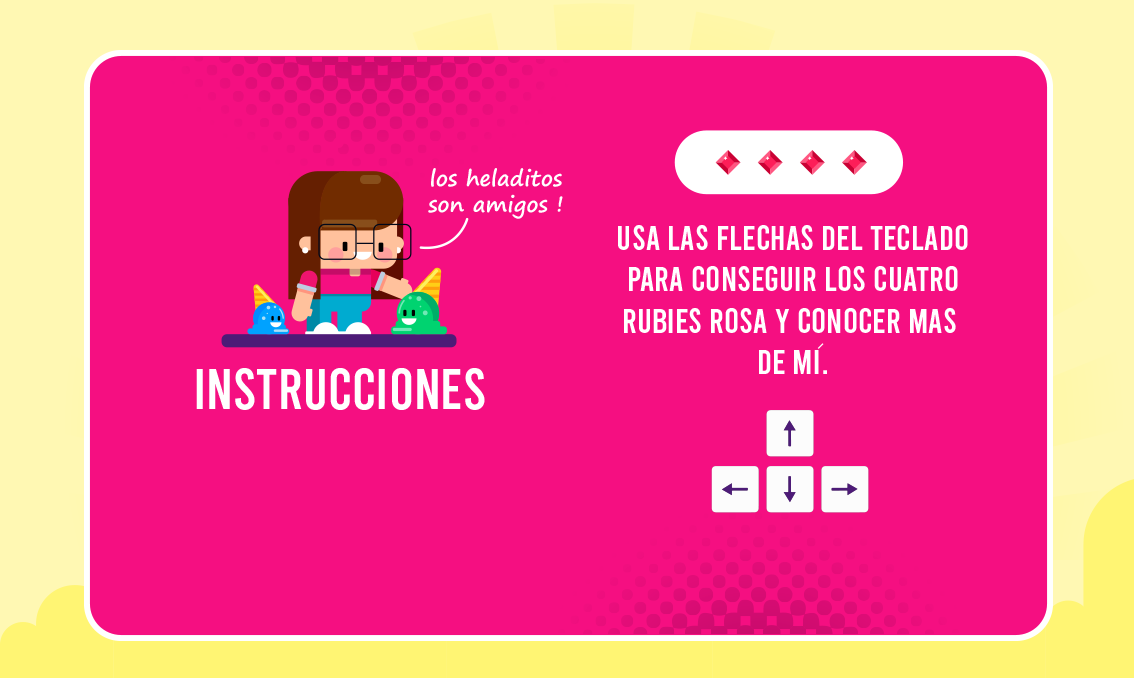 los heladitos
son amigos !
INSTRUCCIONES
USA LAS FLECHAS DEL TECLADO
PARA CONSEGUIR LOS CUATRO
RUBIES ROSA Y CONOCER MAS
DE MÍ.